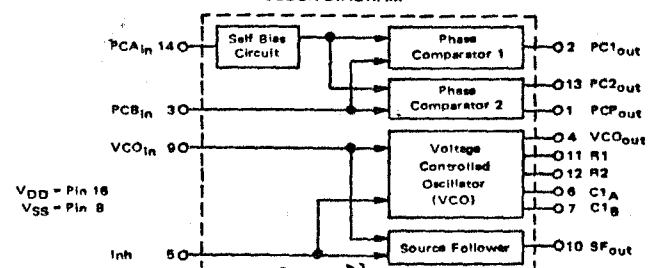 PCAin 14
Self Bias
Circuit
Phase
Comparator 1
2 PC1out
Phase
Comparator 2
13 PC2out
1 PCPout
PCBin 3
VCOin 9
Voltage
Controlled
Oscillator
(VCO)
4 VCOout
11 R1
12 R2
6 C1A
7 C1B
VDD = Pin 16
VSS = Pin 8
Inh 5
Source Follower
10 SFout